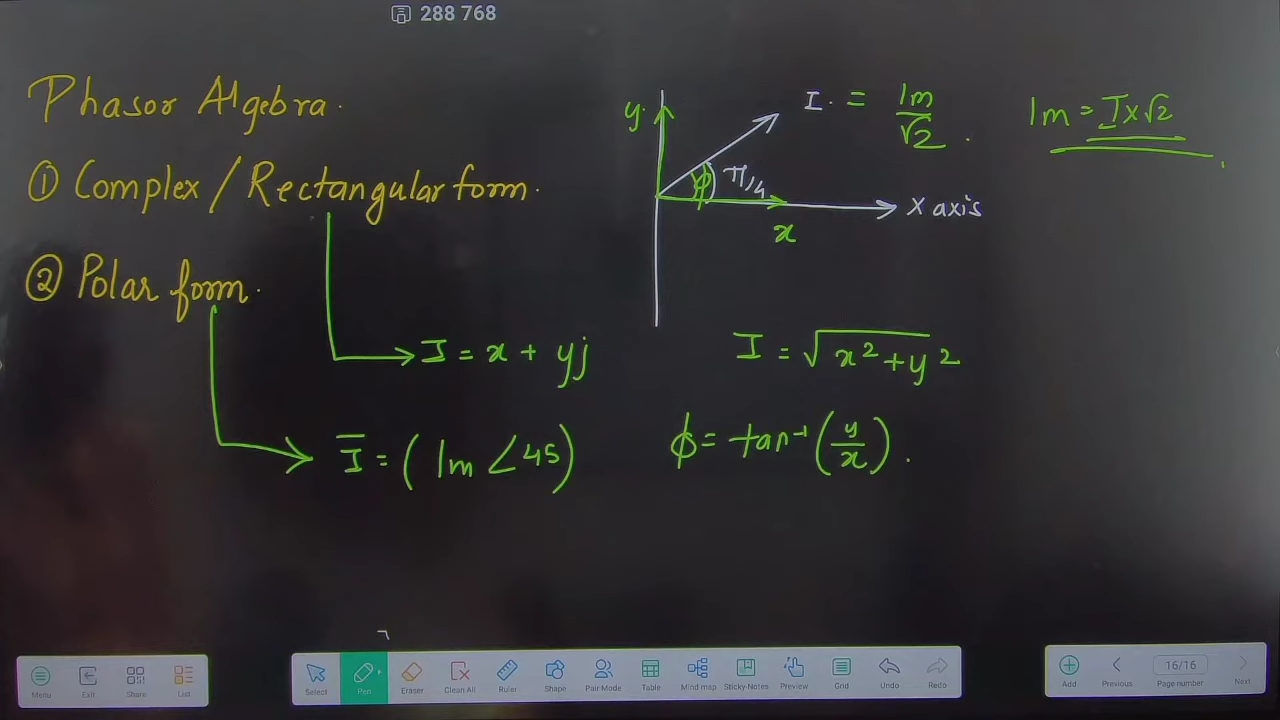 288 768
Phasor Algebra.
① Complex / Rectangular form.
② Polar form.
y.
I. = Im/√2.
Im = I×√2
ϕ
π/4
X axis
x
I = x + yj
I = √x²+y²
I̅ = (Im ∠45)
ϕ = tan⁻¹(y/x).
Menu
Exit
Share
List
Select
Pen
Eraser
Clean All
Ruler
Shape
Pair Mode
Table
Mind map
Sticky-Notes
Preview
Grid
Undo
Redo
Add
Previous
16/16
Page number
Next